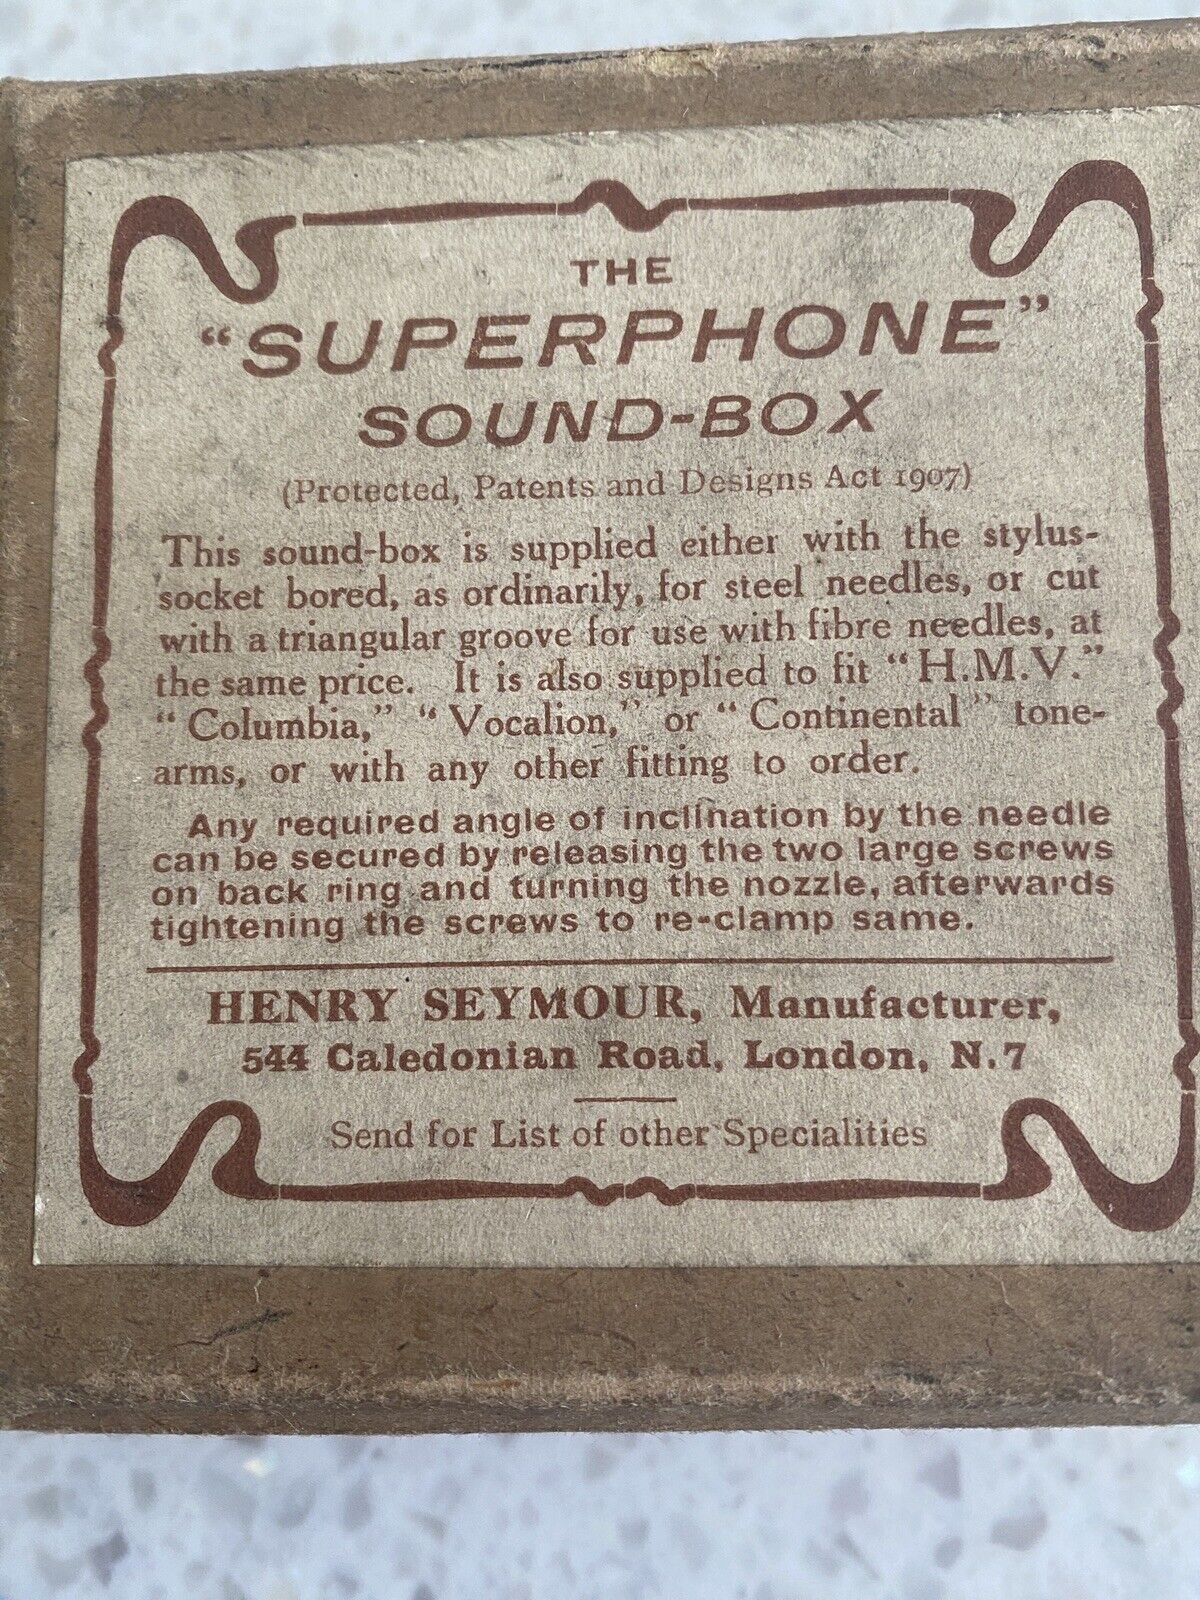 THE
“SUPERPHONE”
SOUND-BOX
(Protected, Patents and Designs Act 1907)
This sound-box is supplied either with the stylus-
socket bored, as ordinarily, for steel needles, or cut
with a triangular groove for use with fibre needles, at
the same price. It is also supplied to fit “H.M.V.”
“Columbia,” “Vocalion,” or “Continental” tone-
arms, or with any other fitting to order.
Any required angle of inclination by the needle
can be secured by releasing the two large screws
on back ring and turning the nozzle, afterwards
tightening the screws to re-clamp same.
HENRY SEYMOUR, Manufacturer,
544 Caledonian Road, London, N.7
Send for List of other Specialities